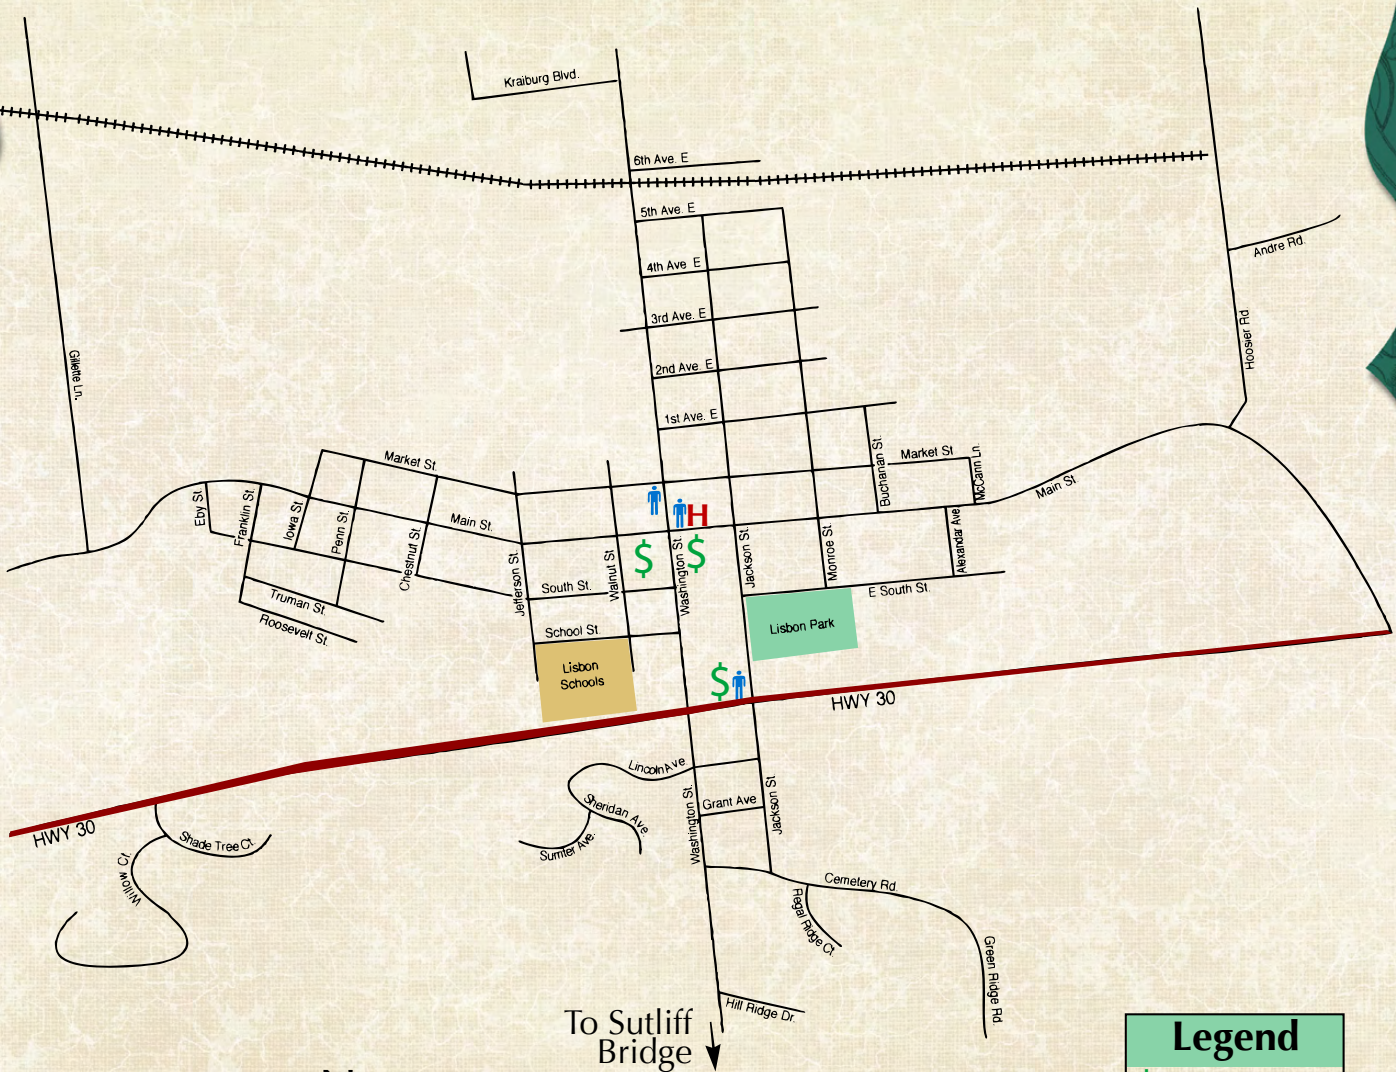 Kraiburg Blvd.
6th Ave. E
5th Ave. E
4th Ave E
3rd Ave. E
2nd Ave. E
1st Ave. E
Andre Rd.
Hoosier Rd
Gillette Ln.
Market St.
Market St
Buchanan St.
McCann Ln.
Main St
Eby St.
Franklin St.
Iowa St
Penn St.
Chestnut St.
Main St.
Jefferson St.
Walnut St
Washington St.
Jackson St
Monroe St.
Alexandar Ave
H
$
$
South St.
E South St.
Truman St.
Roosevelt St.
School St.
Lisbon Park
Lisbon
Schools
$
HWY 30
HWY 30
Lincoln Ave
Sheridan Ave
Sumter Ave.
Grant Ave
Washington St.
Jackson St
Shade Tree Ct.
Willow Ct.
Cemetery Rd.
Regal Ridge Ct.
Green Ridge Rd
Hill Ridge Dr.
To Sutliff
Bridge
Legend